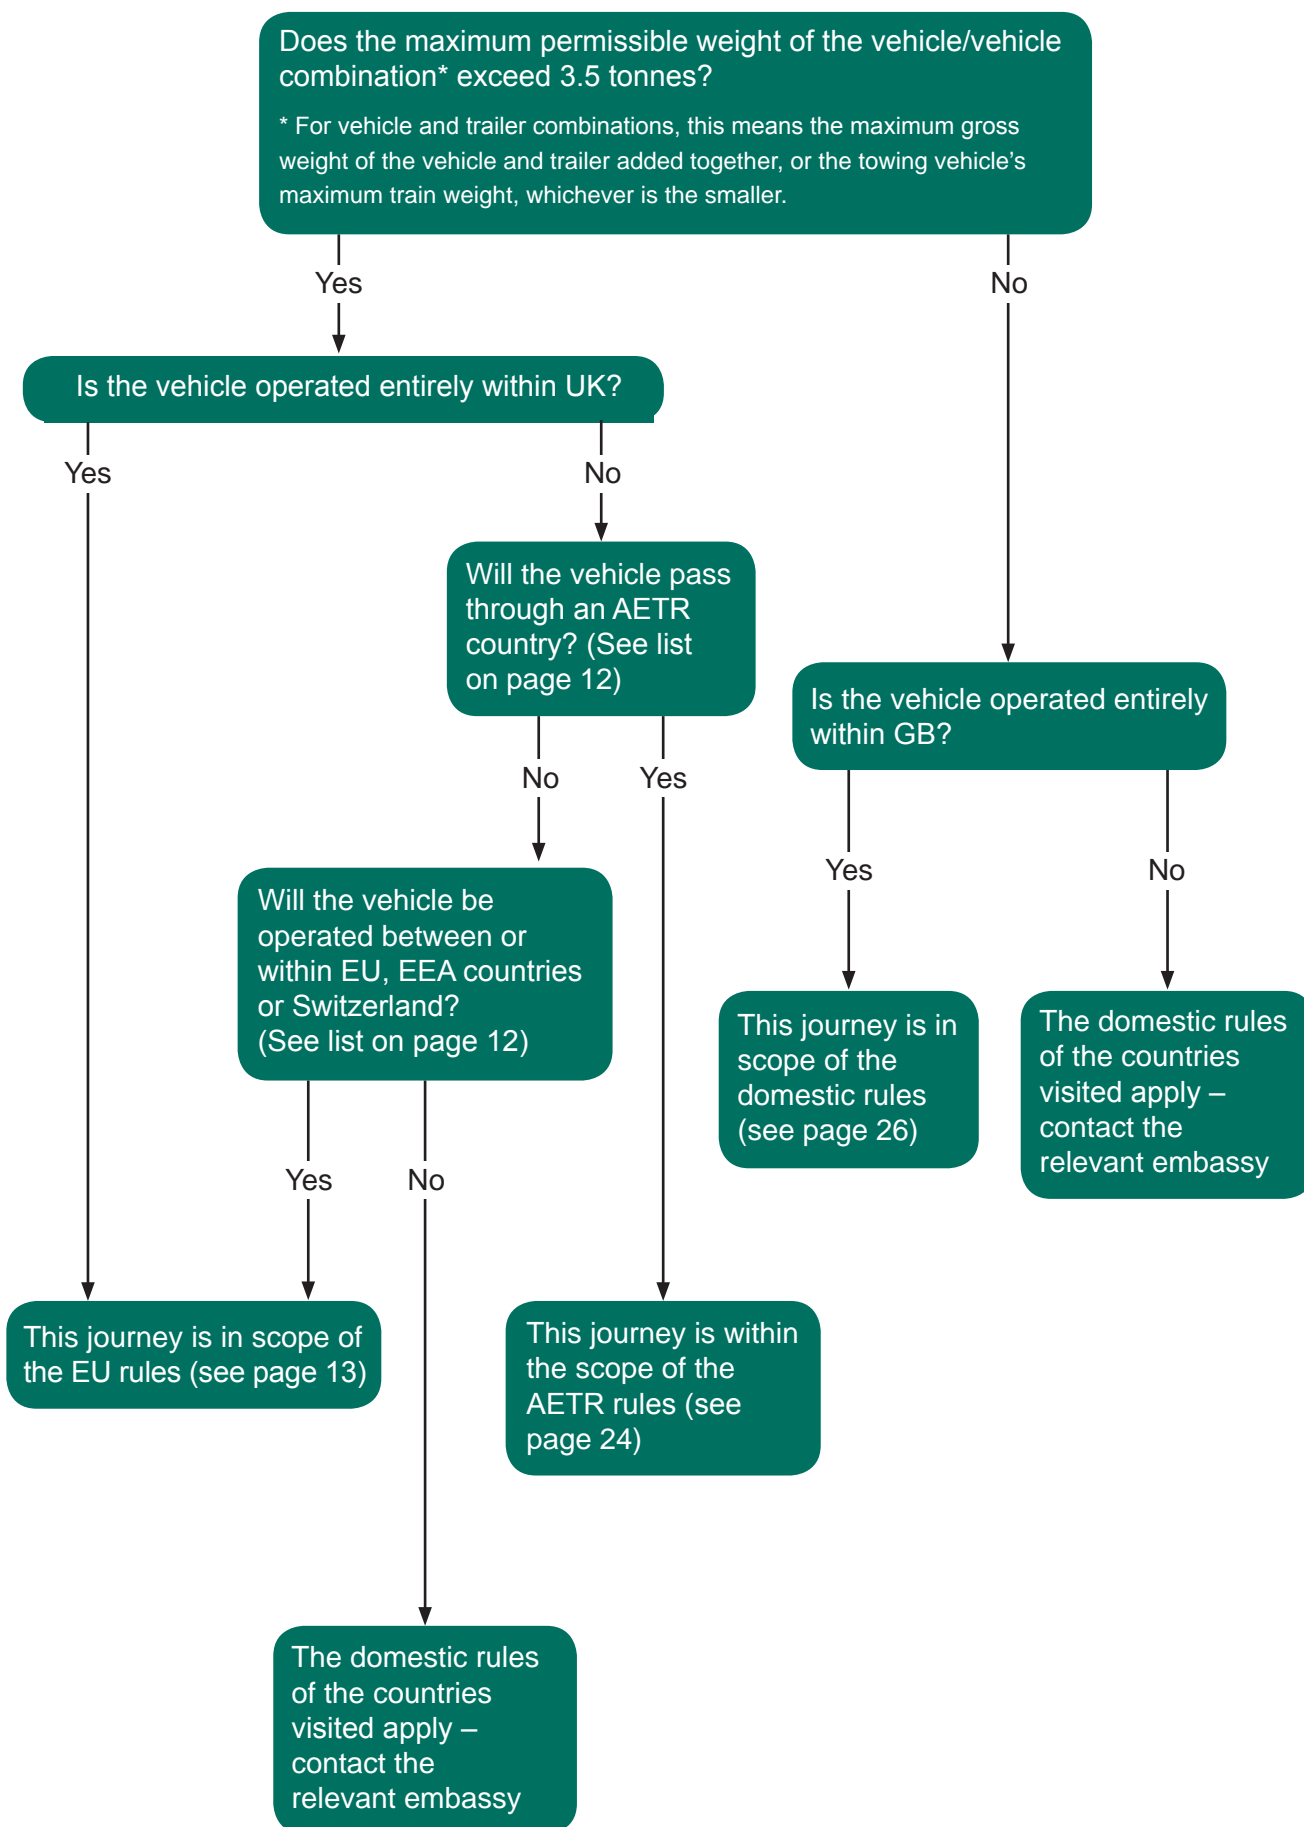 Does the maximum permissible weight of the vehicle/vehicle
combination* exceed 3.5 tonnes?
* For vehicle and trailer combinations, this means the maximum gross
weight of the vehicle and trailer added together, or the towing vehicle’s
maximum train weight, whichever is the smaller.
Yes
No
Is the vehicle operated entirely within UK?
Yes
No
Will the vehicle pass
through an AETR
country? (See list
on page 12)
Is the vehicle operated entirely
within GB?
No
Yes
Yes
No
Will the vehicle be
operated between or
within EU, EEA countries
or Switzerland?
(See list on page 12)
This journey is in
scope of the
domestic rules
(see page 26)
The domestic rules
of the countries
visited apply –
contact the
relevant embassy
Yes
No
This journey is in scope of
the EU rules (see page 13)
This journey is within
the scope of the
AETR rules (see
page 24)
The domestic rules
of the countries
visited apply –
contact the
relevant embassy